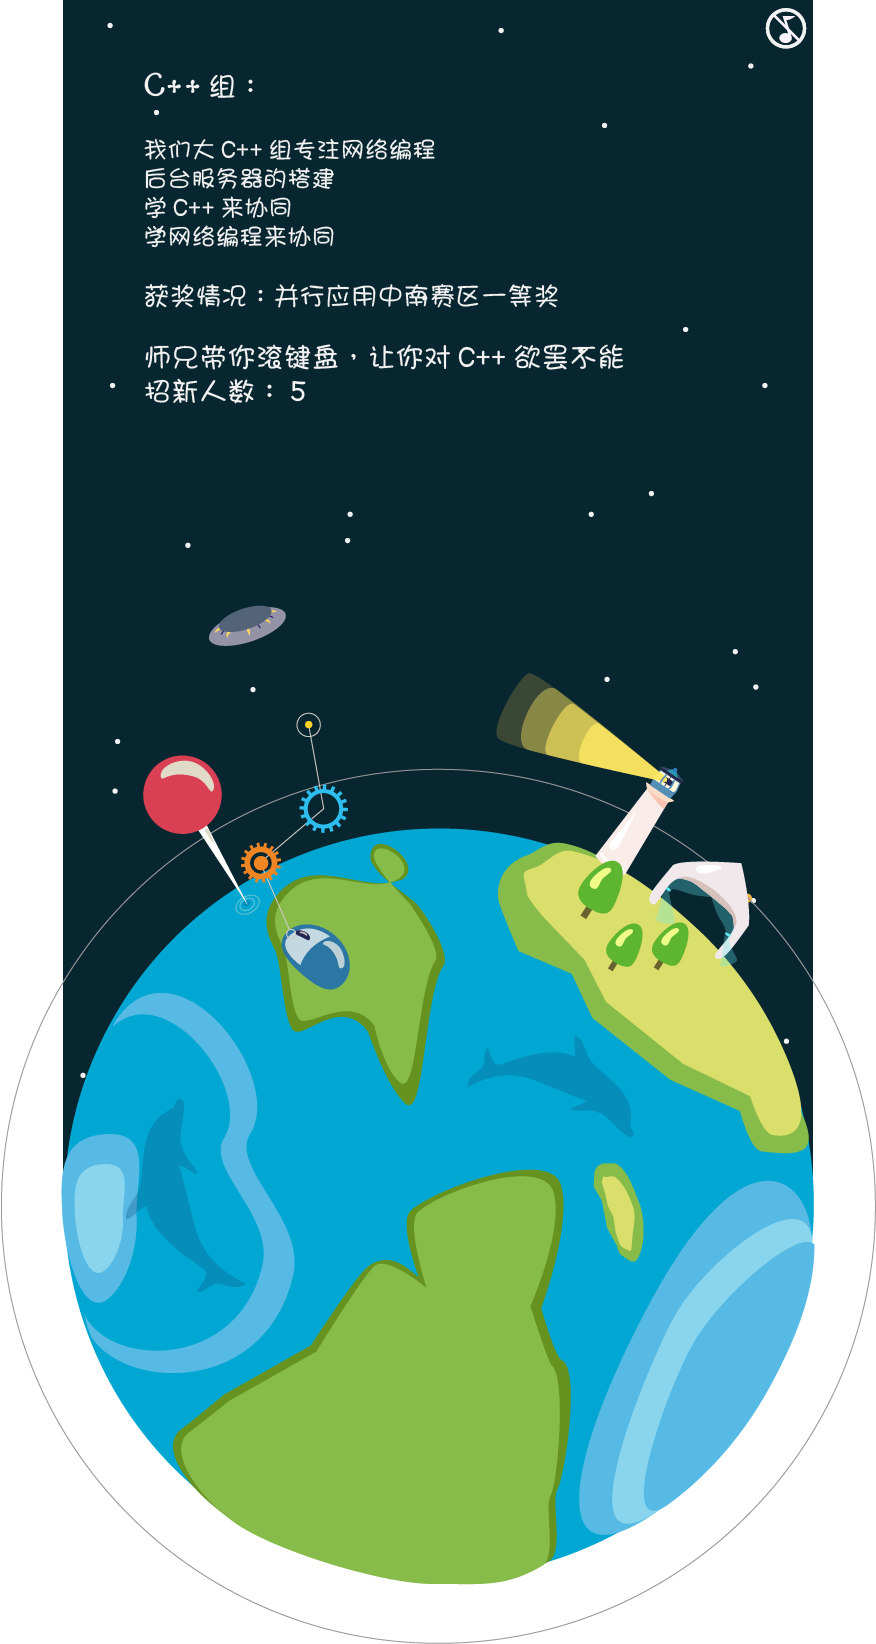 C++ 组：
我们大 C++ 组专注网络编程
后台服务器的搭建
学 C++ 来协同
学网络编程来协同
获奖情况：并行应用中南赛区一等奖
师兄带你滚键盘，让你对 C++ 欲罢不能
招新人数： 5